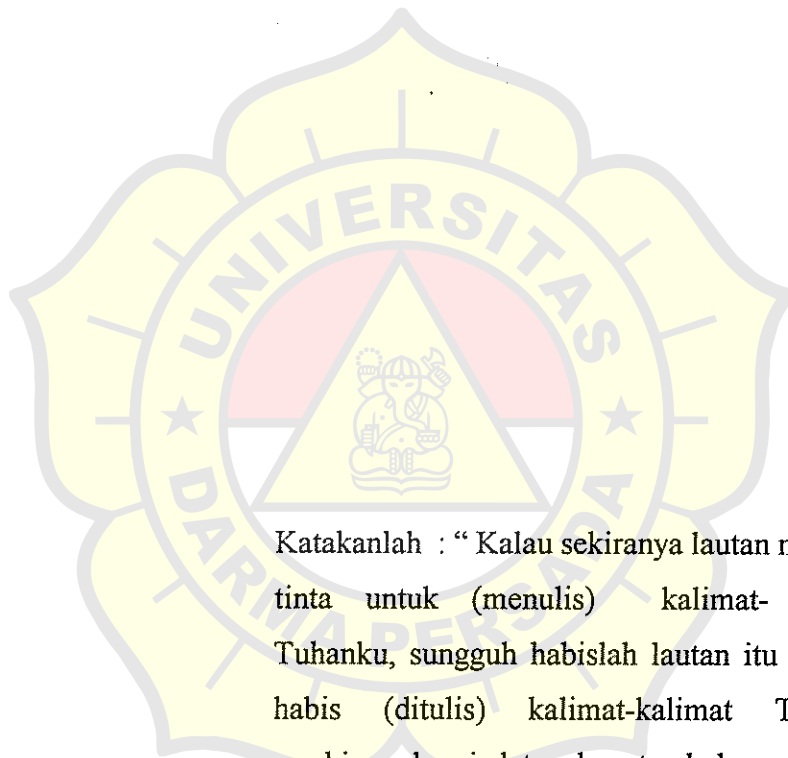 UNIVERSITAS
DARMA PERSADA
Katakanlah : “ Kalau sekiranya lautan
tinta untuk (menulis) kalimat-
Tuhanku, sungguh habislah lautan itu
habis (ditulis) kalimat-kalimat T